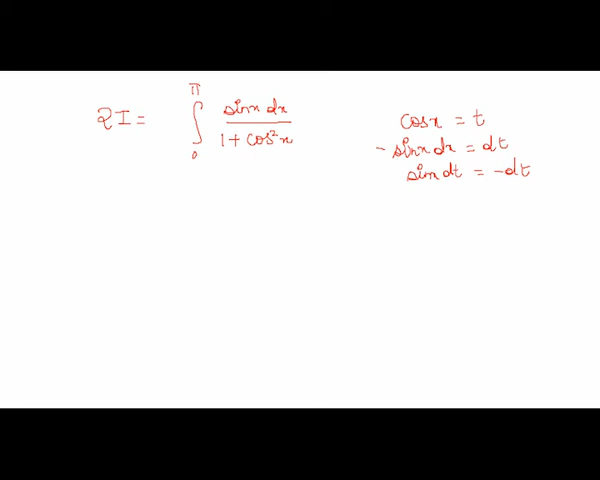 2I = ∫₀^π sinx dx / 1 + cos²x
cosx = t
- sinx dx = dt
sinx dt = -dt